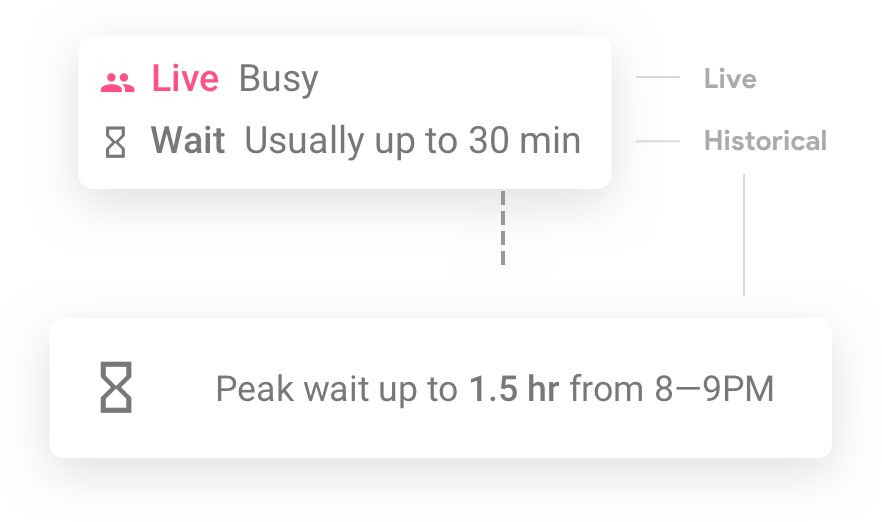 Live Busy
Live
Wait Usually up to 30 min
Historical
Peak wait up to 1.5 hr from 8—9PM